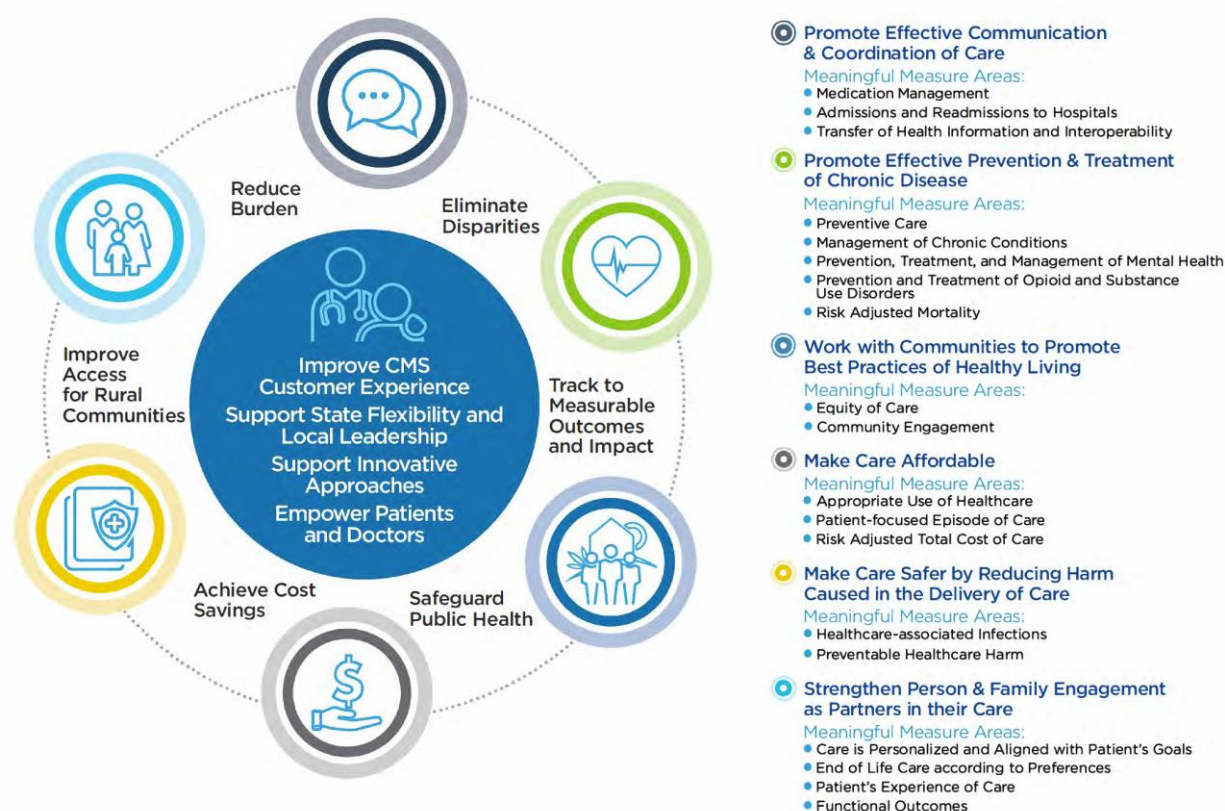 Reduce
Burden
Eliminate
Disparities
Improve
Access
for Rural
Communities
Improve CMS
Customer Experience
Support State Flexibility and
Local Leadership
Support Innovative
Approaches
Empower Patients
and Doctors
Track to
Measurable
Outcomes
and Impact
Achieve Cost
Savings
Safeguard
Public Health
$
Promote Effective Communication
& Coordination of Care
Meaningful Measure Areas:
• Medication Management
• Admissions and Readmissions to Hospitals
• Transfer of Health Information and Interoperability
Promote Effective Prevention & Treatment
of Chronic Disease
Meaningful Measure Areas:
• Preventive Care
• Management of Chronic Conditions
• Prevention, Treatment, and Management of Mental Health
• Prevention and Treatment of Opioid and Substance
Use Disorders
• Risk Adjusted Mortality
Work with Communities to Promote
Best Practices of Healthy Living
Meaningful Measure Areas:
• Equity of Care
• Community Engagement
Make Care Affordable
Meaningful Measure Areas:
• Appropriate Use of Healthcare
• Patient-focused Episode of Care
• Risk Adjusted Total Cost of Care
Make Care Safer by Reducing Harm
Caused in the Delivery of Care
Meaningful Measure Areas:
• Healthcare-associated Infections
• Preventable Healthcare Harm
Strengthen Person & Family Engagement
as Partners in their Care
Meaningful Measure Areas:
• Care is Personalized and Aligned with Patient's Goals
• End of Life Care according to Preferences
• Patient's Experience of Care
• Functional Outcomes